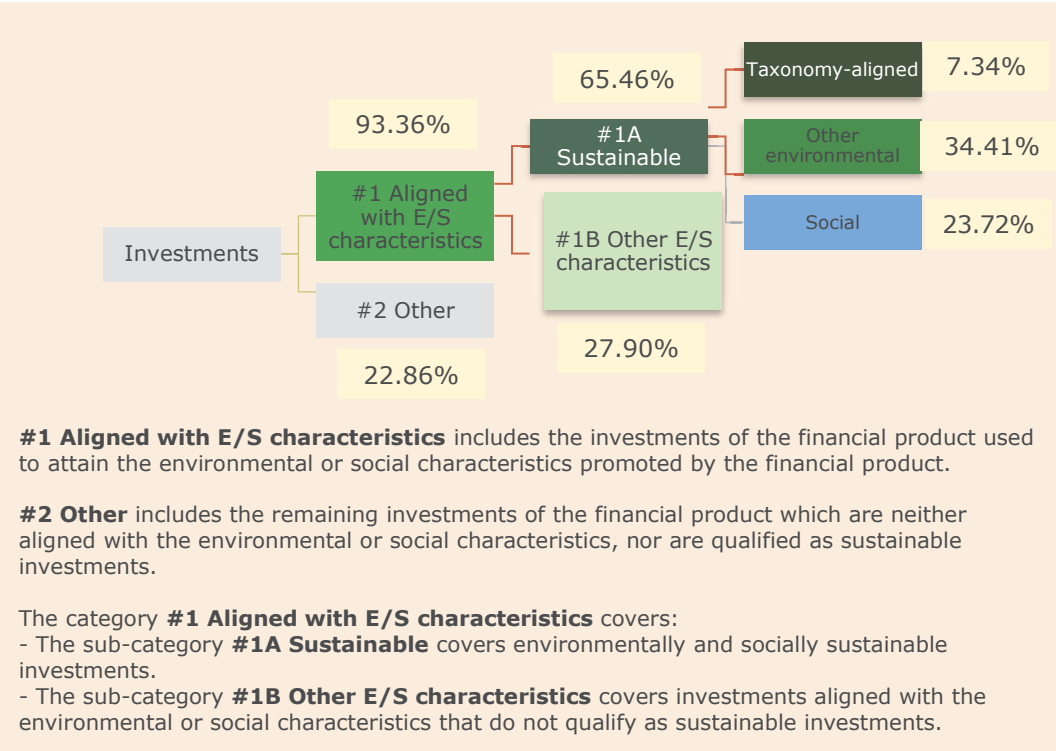 Taxonomy-aligned
7.34%
65.46%
93.36%
#1A
Sustainable
Other
environmental
34.41%
#1 Aligned
with E/S
characteristics
Social
23.72%
#1B Other E/S
characteristics
Investments
#2 Other
27.90%
22.86%
#1 Aligned with E/S characteristics includes the investments of the financial product used
to attain the environmental or social characteristics promoted by the financial product.
#2 Other includes the remaining investments of the financial product which are neither
aligned with the environmental or social characteristics, nor are qualified as sustainable
investments.
The category #1 Aligned with E/S characteristics covers:
- The sub-category #1A Sustainable covers environmentally and socially sustainable
investments.
- The sub-category #1B Other E/S characteristics covers investments aligned with the
environmental or social characteristics that do not qualify as sustainable investments.